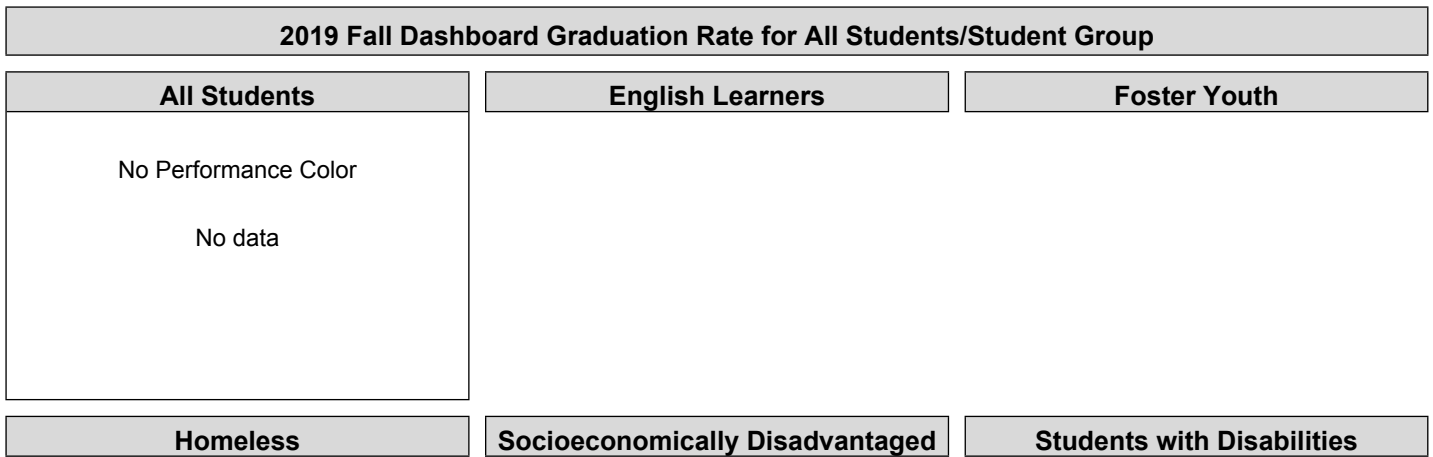 2019 Fall Dashboard Graduation Rate for All Students/Student Group
All Students
English Learners
Foster Youth
No Performance Color
No data
Homeless
Socioeconomically Disadvantaged
Students with Disabilities